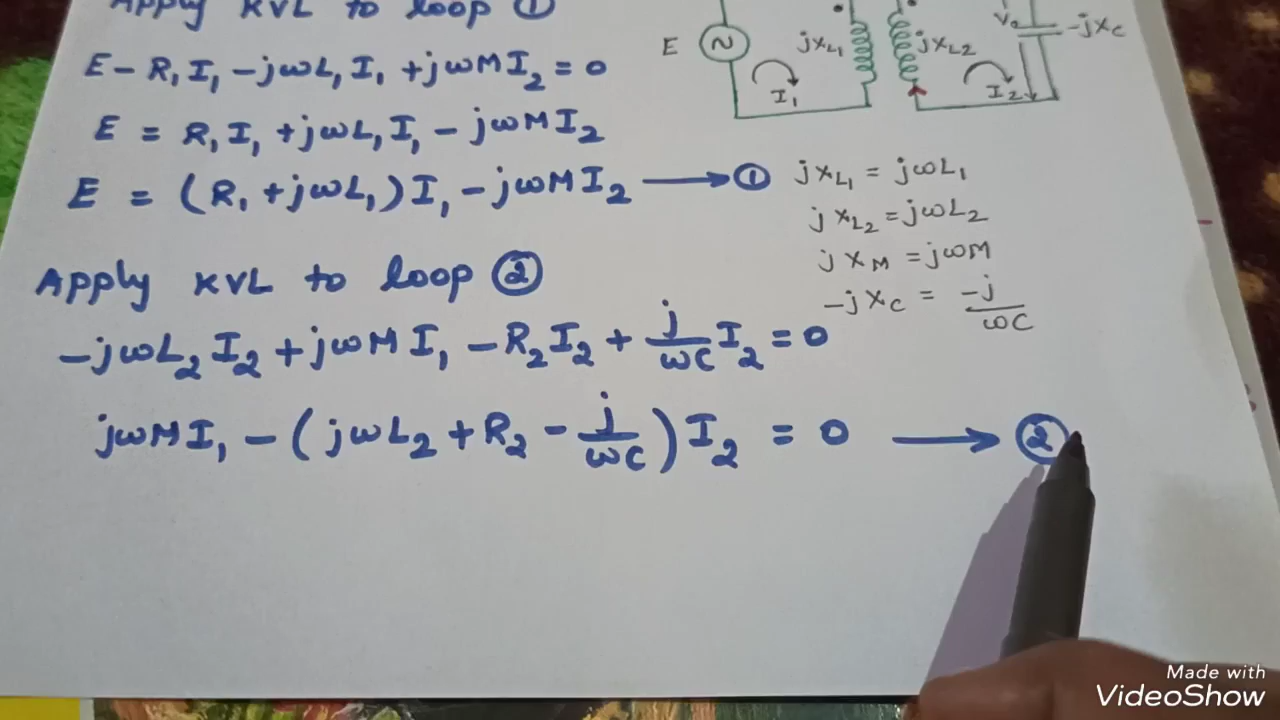 Apply KVL to loop ①
E - R₁I₁ - jωL₁I₁ + jωMI₂ = 0
E = R₁I₁ + jωL₁I₁ - jωMI₂
E = (R₁ + jωL₁)I₁ - jωMI₂ → ①
E
jxL₁
jxL₂
-jxc
I₁
I₂
jxL₁ = jωL₁
jxL₂ = jωL₂
jxM = jωM
-jxc = -j/ωC
Apply KVL to loop ②
-jωL₂I₂ + jωMI₁ - R₂I₂ + j/ωC I₂ = 0
jωMI₁ - (jωL₂ + R₂ - j/ωC)I₂ = 0 → ②
Made with
VideoShow